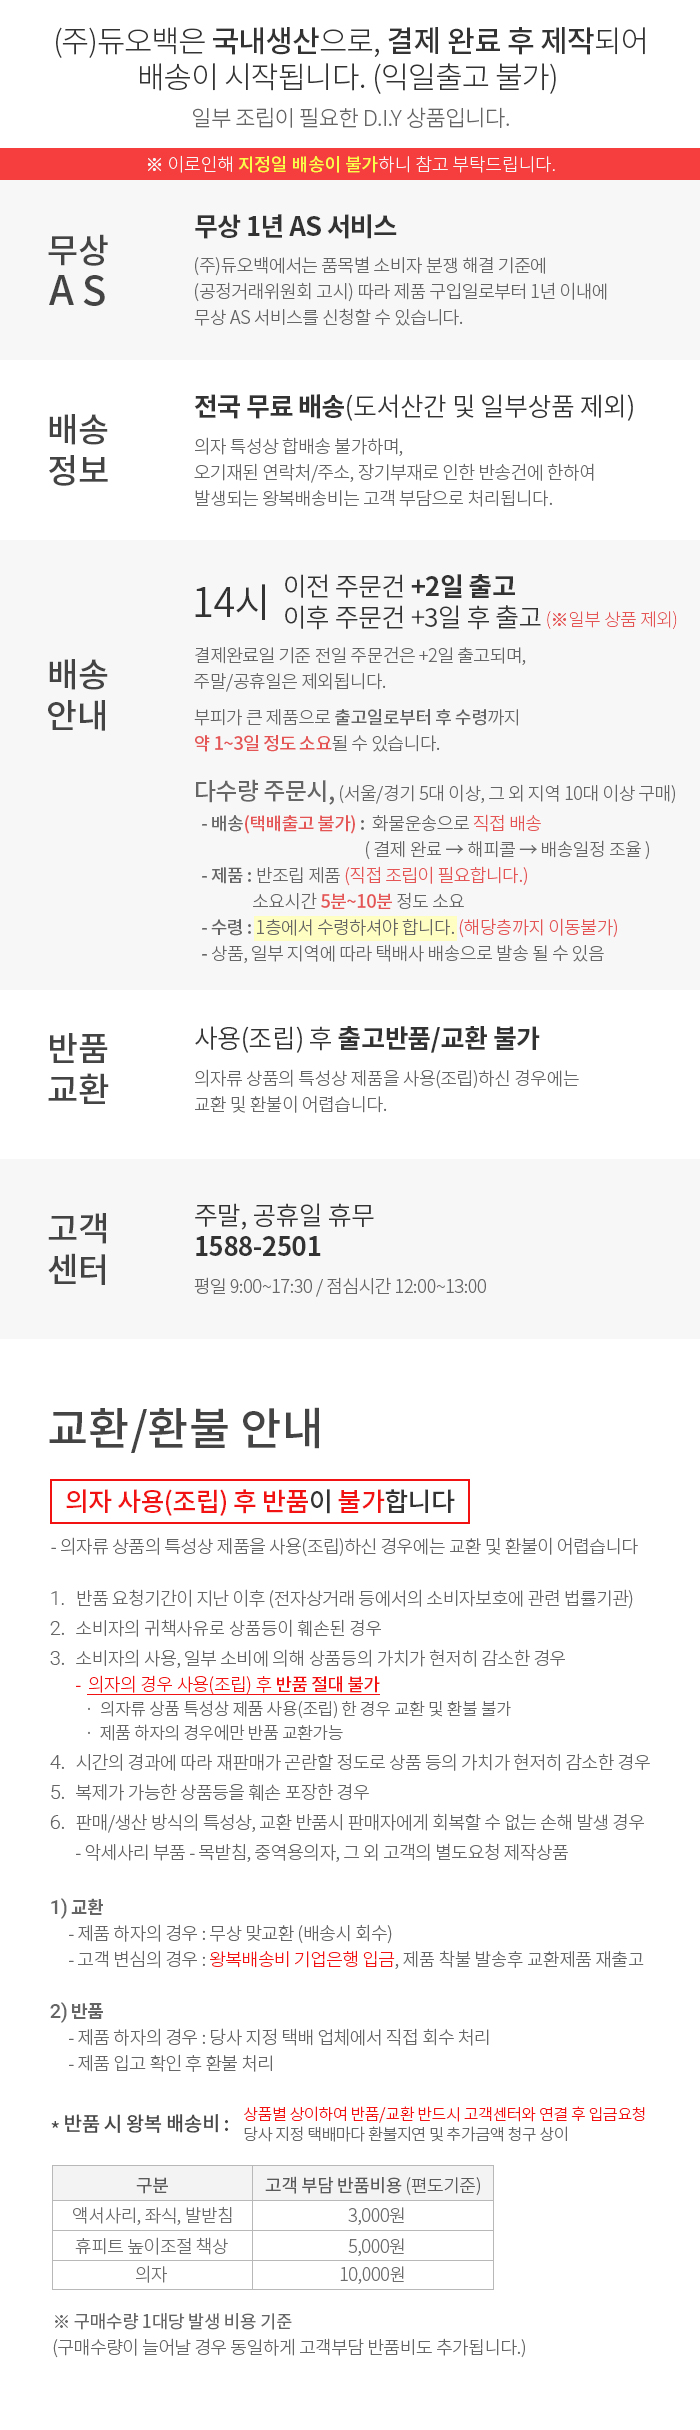 (주)듀오백은 국내생산으로, 결제 완료 후 제작되어
배송이 시작됩니다. (익일출고 불가)
일부 조립이 필요한 D.I.Y 상품입니다.
※ 이로인해 지정일 배송이 불가하니 참고 부탁드립니다.
무상
A S
무상 1년 AS 서비스
(주)듀오백에서는 품목별 소비자 분쟁 해결 기준에
(공정거래위원회 고시) 따라 제품 구입일로부터 1년 이내에
무상 AS 서비스를 신청할 수 있습니다.
배송
정보
전국 무료 배송(도서산간 및 일부상품 제외)
의자 특성상 합배송 불가하며,
오기재된 연락처/주소, 장기부재로 인한 반송건에 한하여
발생되는 왕복배송비는 고객 부담으로 처리됩니다.
배송
안내
14시
이전 주문건 +2일 출고
이후 주문건 +3일 후 출고 (※일부 상품 제외)
결제완료일 기준 전일 주문건은 +2일 출고되며,
주말/공휴일은 제외됩니다.
부피가 큰 제품으로 출고일로부터 후 수령까지
약 1~3일 정도 소요될 수 있습니다.
다수량 주문시, (서울/경기 5대 이상, 그 외 지역 10대 이상 구매)
- 배송(택배출고 불가) : 화물운송으로 직접 배송
( 결제 완료 → 해피콜 → 배송일정 조율 )
- 제품 : 반조립 제품 (직접 조립이 필요합니다.)
소요시간 5분~10분 정도 소요
- 수령 : 1층에서 수령하셔야 합니다. (해당층까지 이동불가)
- 상품, 일부 지역에 따라 택배사 배송으로 발송 될 수 있음
반품
교환
사용(조립) 후 출고반품/교환 불가
의자류 상품의 특성상 제품을 사용(조립)하신 경우에는
교환 및 환불이 어렵습니다.
고객
센터
주말, 공휴일 휴무
1588-2501
평일 9:00~17:30 / 점심시간 12:00~13:00
교환/환불 안내
의자 사용(조립) 후 반품이 불가합니다
- 의자류 상품의 특성상 제품을 사용(조립)하신 경우에는 교환 및 환불이 어렵습니다
1. 반품 요청기간이 지난 이후 (전자상거래 등에서의 소비자보호에 관련 법률기관)
2. 소비자의 귀책사유로 상품등이 훼손된 경우
3. 소비자의 사용, 일부 소비에 의해 상품등의 가치가 현저히 감소한 경우
- 의자의 경우 사용(조립) 후 반품 절대 불가
· 의자류 상품 특성상 제품 사용(조립) 한 경우 교환 및 환불 불가
· 제품 하자의 경우에만 반품 교환가능
4. 시간의 경과에 따라 재판매가 곤란할 정도로 상품 등의 가치가 현저히 감소한 경우
5. 복제가 가능한 상품등을 훼손 포장한 경우
6. 판매/생산 방식의 특성상, 교환 반품시 판매자에게 회복할 수 없는 손해 발생 경우
- 악세사리 부품 - 목받침, 중역용의자, 그 외 고객의 별도요청 제작상품
1) 교환
- 제품 하자의 경우 : 무상 맞교환 (배송시 회수)
- 고객 변심의 경우 : 왕복배송비 기업은행 입금, 제품 착불 발송후 교환제품 재출고
2) 반품
- 제품 하자의 경우 : 당사 지정 택배 업체에서 직접 회수 처리
- 제품 입고 확인 후 환불 처리
* 반품 시 왕복 배송비 :
상품별 상이하여 반품/교환 반드시 고객센터와 연결 후 입금요청
당사 지정 택배마다 환불지연 및 추가금액 청구 상이
구분 고객 부담 반품비용 (편도기준)
액서사리, 좌식, 발받침 3,000원
휴피트 높이조절 책상 5,000원
의자 10,000원
※ 구매수량 1대당 발생 비용 기준
(구매수량이 늘어날 경우 동일하게 고객부담 반품비도 추가됩니다.)